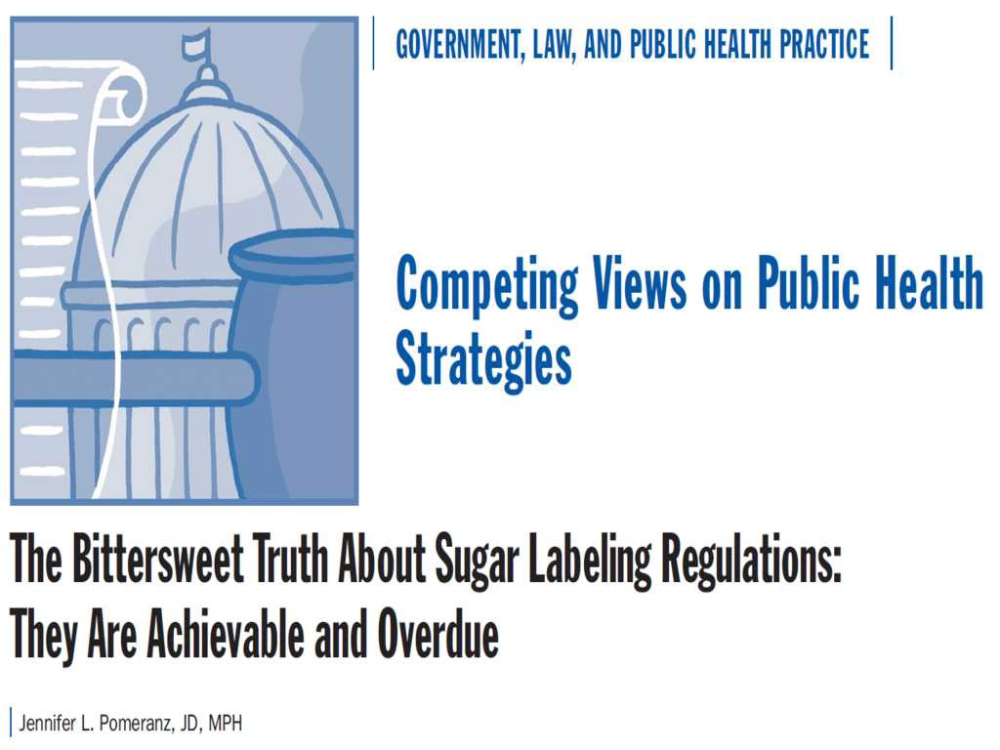 GOVERNMENT, LAW, AND PUBLIC HEALTH PRACTICE
Competing Views on Public Health
Strategies
The Bittersweet Truth About Sugar Labeling Regulations:
They Are Achievable and Overdue
Jennifer L. Pomeranz, JD, MPH